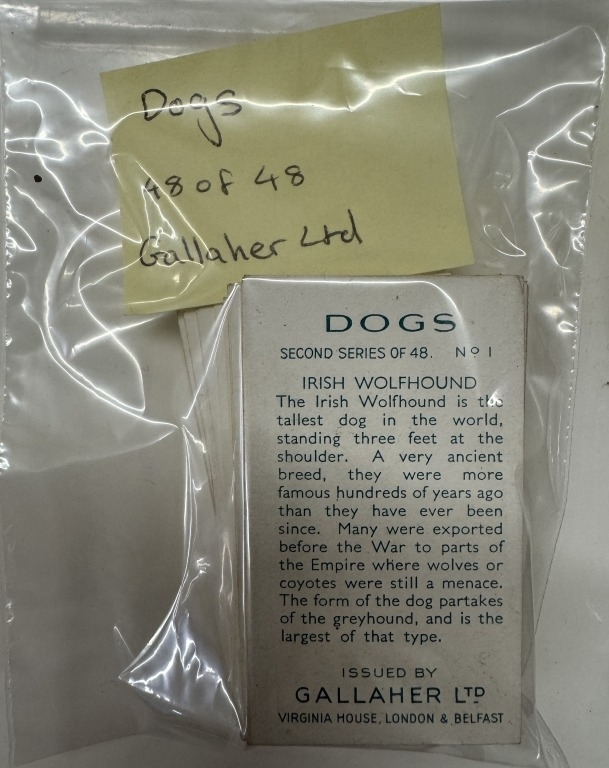 Dogs
48 of 48
Gallaher Ltd
DOGS
SECOND SERIES OF 48. No 1
IRISH WOLFHOUND
The Irish Wolfhound is the
tallest dog in the world,
standing three feet at the
shoulder. A very ancient
breed, they were more
famous hundreds of years ago
than they have ever been
since. Many were exported
before the War to parts of
the Empire where wolves or
coyotes were still a menace.
The form of the dog partakes
of the greyhound, and is the
largest of that type.
ISSUED BY
GALLAHER LTD
VIRGINIA HOUSE, LONDON & BELFAST